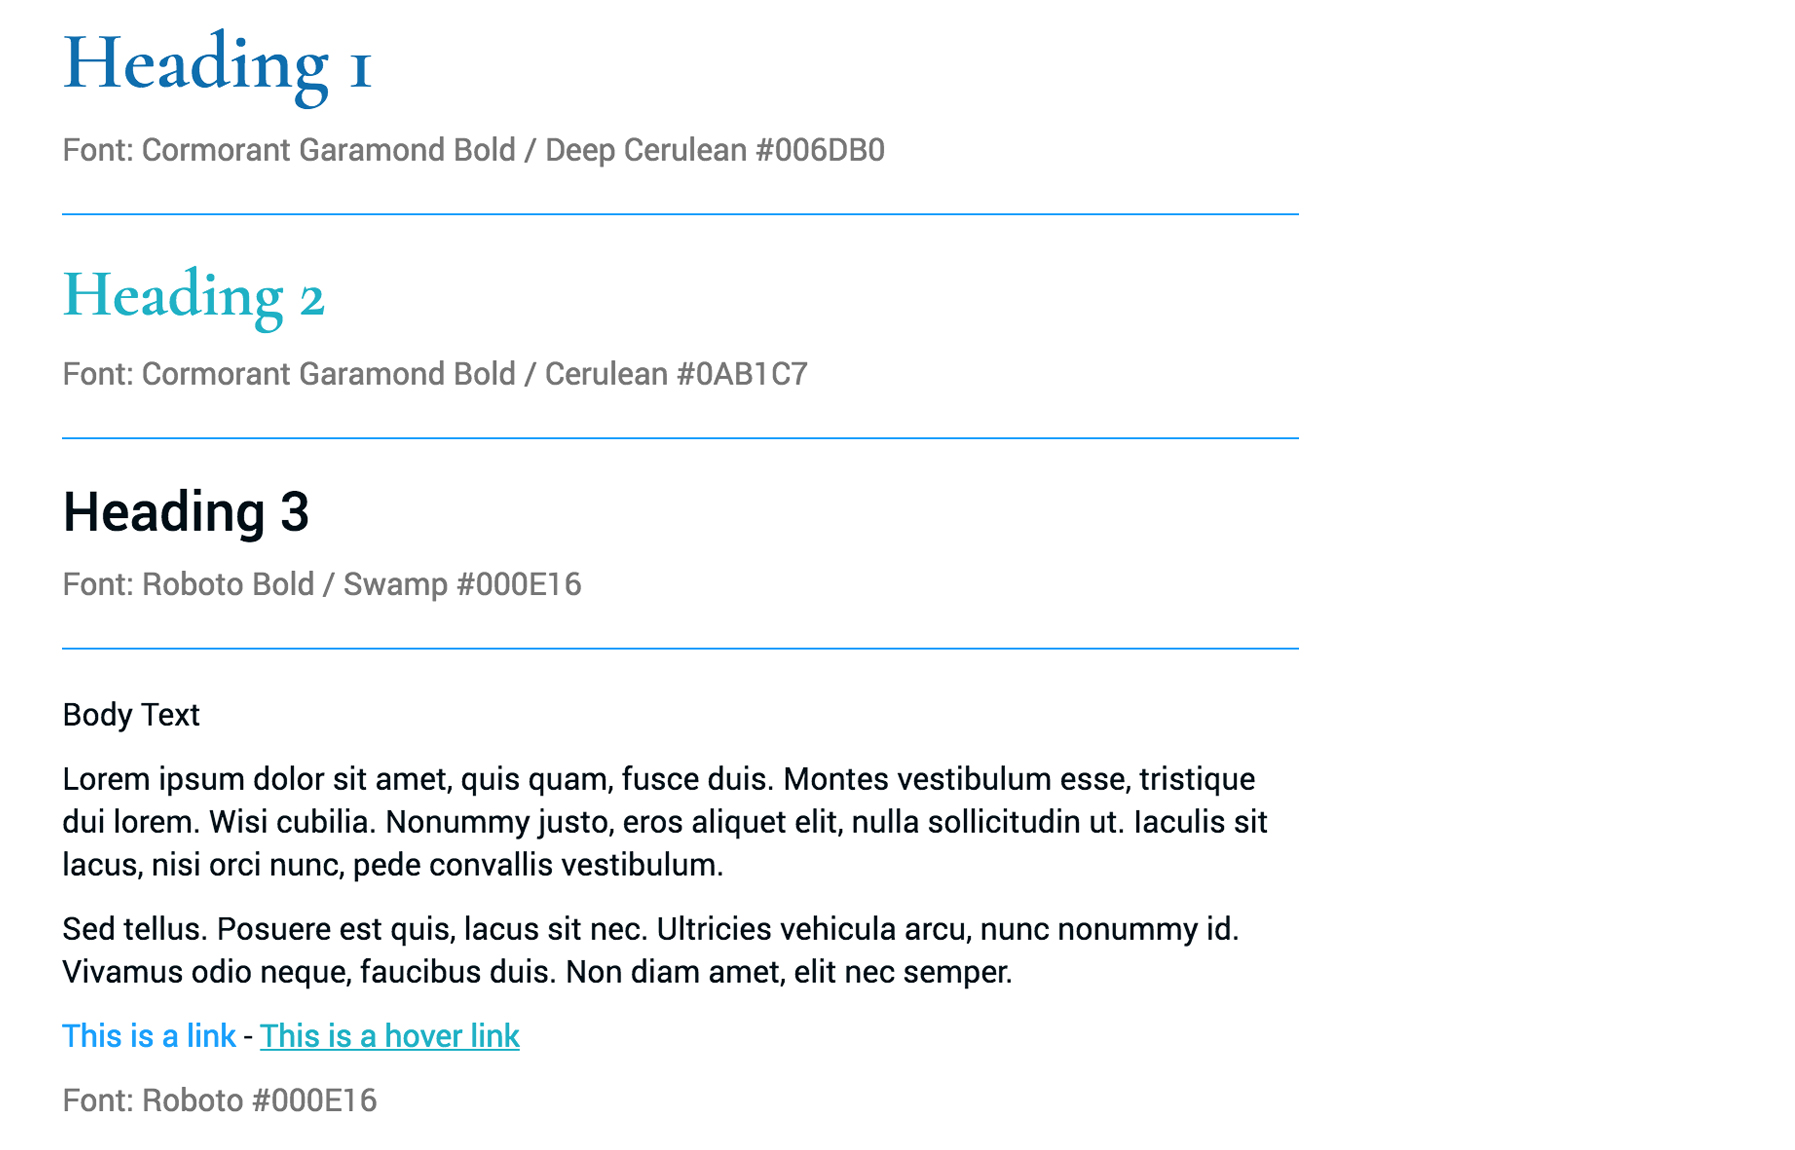 Heading 1
Font: Cormorant Garamond Bold / Deep Cerulean #006DB0
Heading 2
Font: Cormorant Garamond Bold / Cerulean #0AB1C7
Heading 3
Font: Roboto Bold / Swamp #000E16
Body Text
Lorem ipsum dolor sit amet, quis quam, fusce duis. Montes vestibulum esse, tristique
dui lorem. Wisi cubilia. Nonummy justo, eros aliquet elit, nulla sollicitudin ut. Iaculis sit
lacus, nisi orci nunc, pede convallis vestibulum.
Sed tellus. Posuere est quis, lacus sit nec. Ultricies vehicula arcu, nunc nonummy id.
Vivamus odio neque, faucibus duis. Non diam amet, elit nec semper.
This is a link - This is a hover link
Font: Roboto #000E16